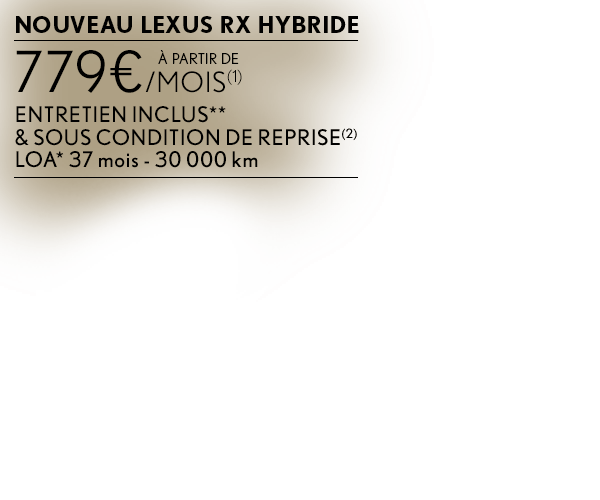 NOUVEAU LEXUS RX HYBRIDE
779€ À PARTIR DE /MOIS(1)
ENTRETIEN INCLUS**
& SOUS CONDITION DE REPRISE(2)
LOA* 37 mois - 30 000 km